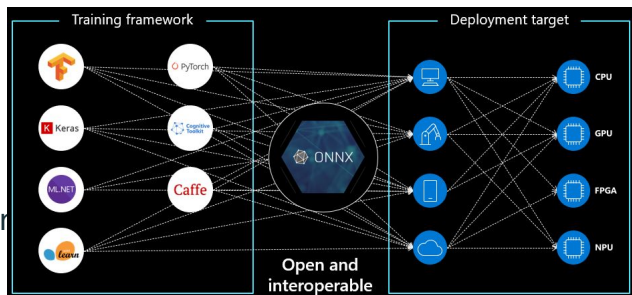 Training framework
Deployment target
PyTorch
K Keras
Cognitive
Toolkit
ONNX
ML.NET
Caffe
learn
CPU
GPU
FPGA
NPU
Open and
interoperable